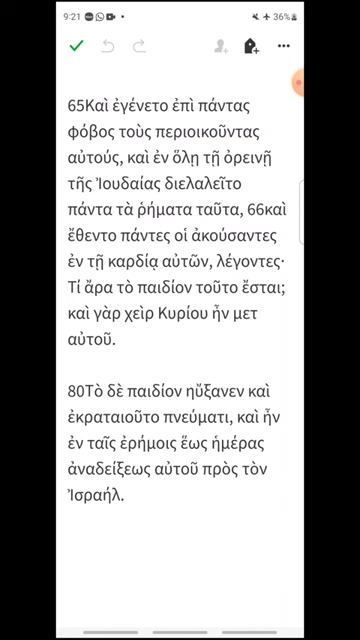 9:21
36%
65Καὶ ἐγένετο ἐπὶ πάντας
φόβος τοὺς περιοικοῦντας
αὐτούς, καὶ ἐν ὅλῃ τῇ ὀρεινῇ
τῆς Ἰουδαίας διελαλεῖτο
πάντα τὰ ῥήματα ταῦτα, 66καὶ
ἔθεντο πάντες οἱ ἀκούσαντες
ἐν τῇ καρδίᾳ αὐτῶν, λέγοντες·
Τί ἄρα τὸ παιδίον τοῦτο ἔσται;
καὶ γὰρ χεὶρ Κυρίου ἦν μετ
αὐτοῦ.
80Τὸ δὲ παιδίον ηὔξανεν καὶ
ἐκραταιοῦτο πνεύματι, καὶ ἦν
ἐν ταῖς ἐρήμοις ἕως ἡμέρας
ἀναδείξεως αὐτοῦ πρὸς τὸν
Ἰσραήλ.